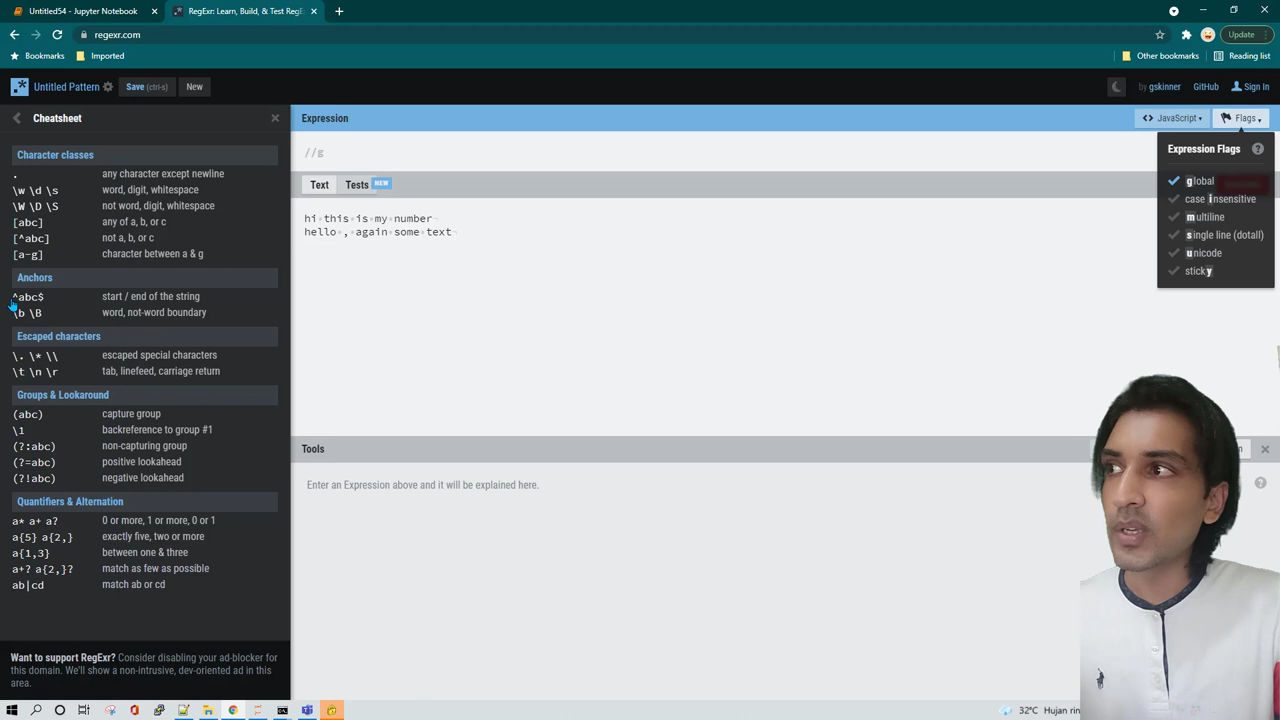 Untitled54 - Jupyter Notebook
RegExr: Learn, Build, & Test RegE
regexr.com
Update
Bookmarks
Imported
Other bookmarks
Reading list
Untitled Pattern
Save (ctrl-s)
New
by gskinner
GitHub
Sign In
Cheatsheet
Expression
JavaScript
Flags
//g
Expression Flags
global
case insensitive
multiline
single line (dotall)
unicode
sticky
Text
Tests NEW
hi this is my number
hello , again some text
Character classes
. any character except newline
\w \d \s word, digit, whitespace
\W \D \S not word, digit, whitespace
[abc] any of a, b, or c
[^abc] not a, b, or c
[a-g] character between a & g
Anchors
^abc$ start / end of the string
\b \B word, not-word boundary
Escaped characters
\. \* \\ escaped special characters
\t \n \r tab, linefeed, carriage return
Groups & Lookaround
(abc) capture group
\1 backreference to group #1
(?:abc) non-capturing group
(?=abc) positive lookahead
(?!abc) negative lookahead
Quantifiers & Alternation
a* a+ a? 0 or more, 1 or more, 0 or 1
a{5} a{2,} exactly five, two or more
a{1,3} between one & three
a+? a{2,}? match as few as possible
ab|cd match ab or cd
Tools
Enter an Expression above and it will be explained here.
Want to support RegExr? Consider disabling your ad-blocker for
this domain. We'll show a non-intrusive, dev-oriented ad in this
area.
32°C Hujan rin